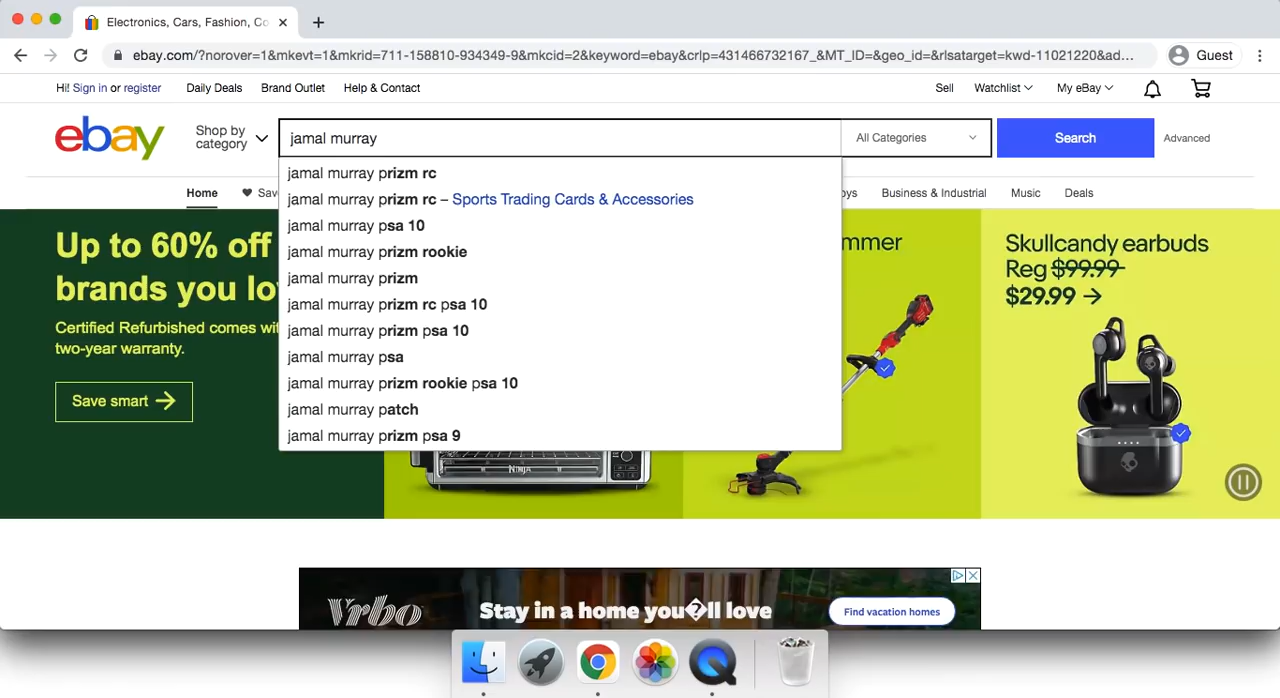 Electronics, Cars, Fashion, Co
ebay.com/?norover=1&mkevt=1&mkrid=711-158810-934349-9&mkcid=2&keyword=ebay&crlp=431466732167_&MT_ID=&geo_id=&rlsatarget=kwd-11021220&ad...
Guest
Hi! Sign in or register
Daily Deals
Brand Outlet
Help & Contact
Sell
Watchlist
My eBay
ebay
Shop by
category
jamal murray
All Categories
Search
Advanced
jamal murray prizm rc
jamal murray prizm rc – Sports Trading Cards & Accessories
jamal murray psa 10
jamal murray prizm rookie
jamal murray prizm
jamal murray prizm rc psa 10
jamal murray prizm psa 10
jamal murray psa
jamal murray prizm rookie psa 10
jamal murray patch
jamal murray prizm psa 9
Home
Sav
oys
Business & Industrial
Music
Deals
Up to 60% off
brands you lo
Certified Refurbished comes wit
two-year warranty.
Save smart
mmer
Skullcandy earbuds
Reg $99.99
$29.99
Ninja
Vrbo
Stay in a home you�ll love
Find vacation homes